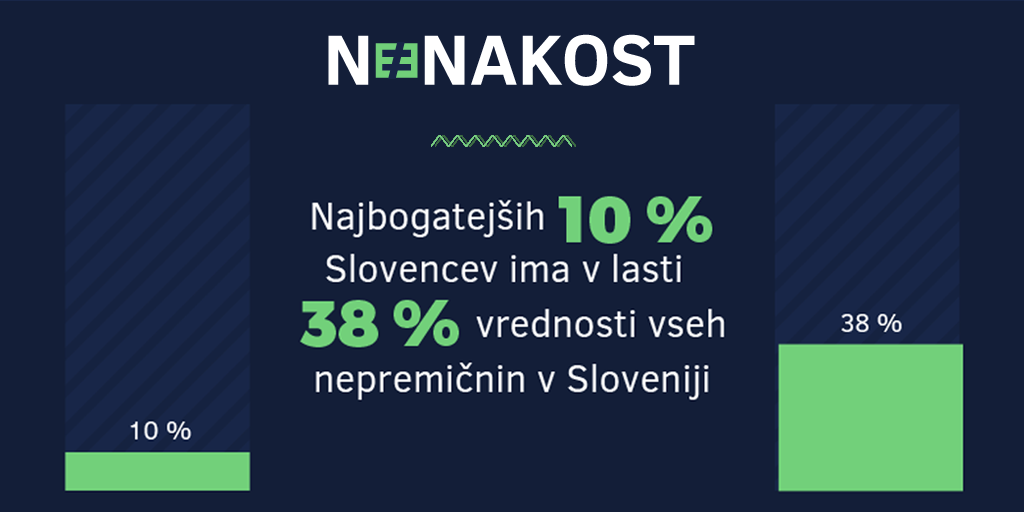 NEENAKOST
Najbogatejših 10 %
Slovencev ima v lasti
38 % vrednosti vseh
nepremičnin v Sloveniji
10 %
38 %